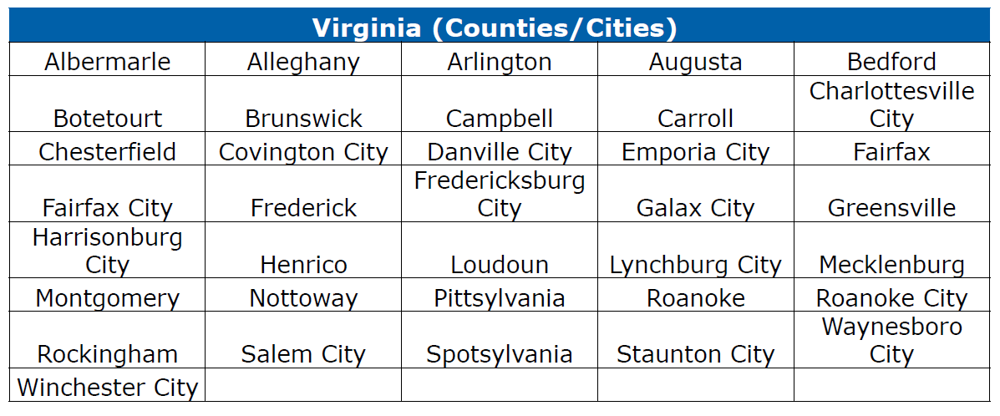 Virginia (Counties/Cities)
Albermarle Alleghany Arlington Augusta Bedford
Botetourt Brunswick Campbell Carroll Charlottesville City
Chesterfield Covington City Danville City Emporia City Fairfax
Fairfax City Frederick Fredericksburg City Galax City Greensville
Harrisonburg City Henrico Loudoun Lynchburg City Mecklenburg
Montgomery Nottoway Pittsylvania Roanoke Roanoke City
Rockingham Salem City Spotsylvania Staunton City Waynesboro City
Winchester City